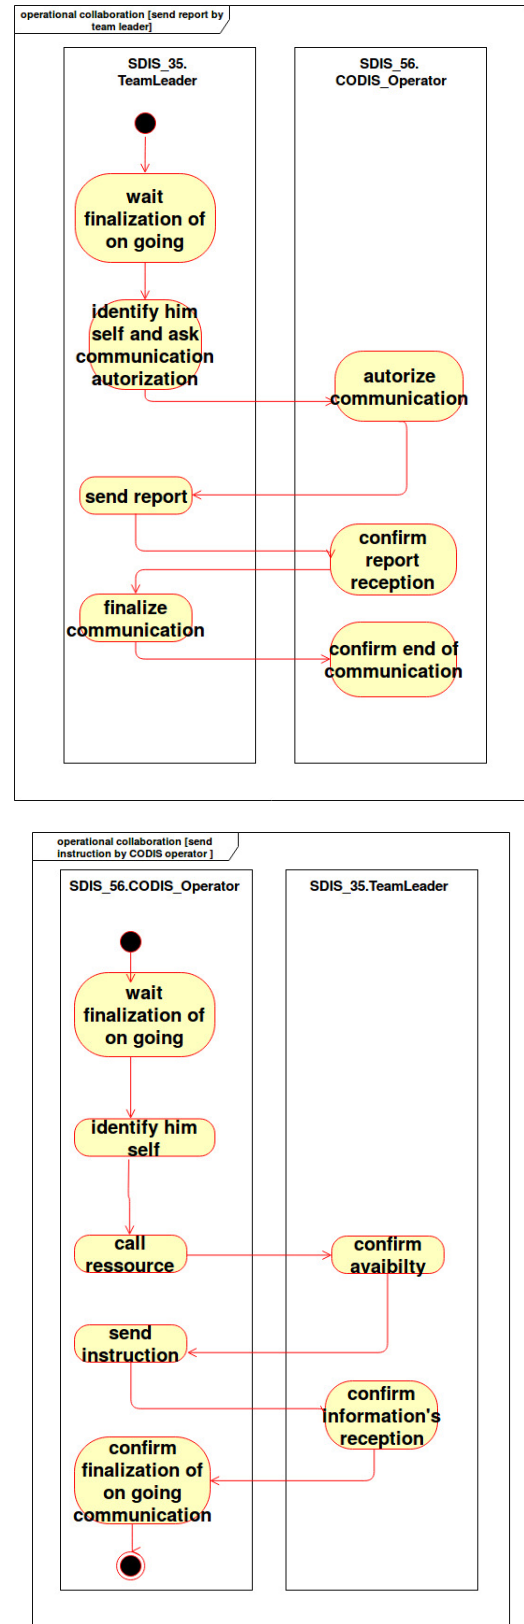 operational collaboration [send report by
team leader]
SDIS_35.
TeamLeader
SDIS_56.
CODIS_Operator
wait
finalization of
on going
identify him
self and ask
communication
autorization
autorize
communication
send report
confirm
report
reception
finalize
communication
confirm end of
communication
operational collaboration [send
instruction by CODIS operator ]
SDIS_56.CODIS_Operator
SDIS_35.TeamLeader
wait
finalization of
on going
identify him
self
call
ressource
confirm
avaibilty
send
instruction
confirm
information's
reception
confirm
finalization of
on going
communication